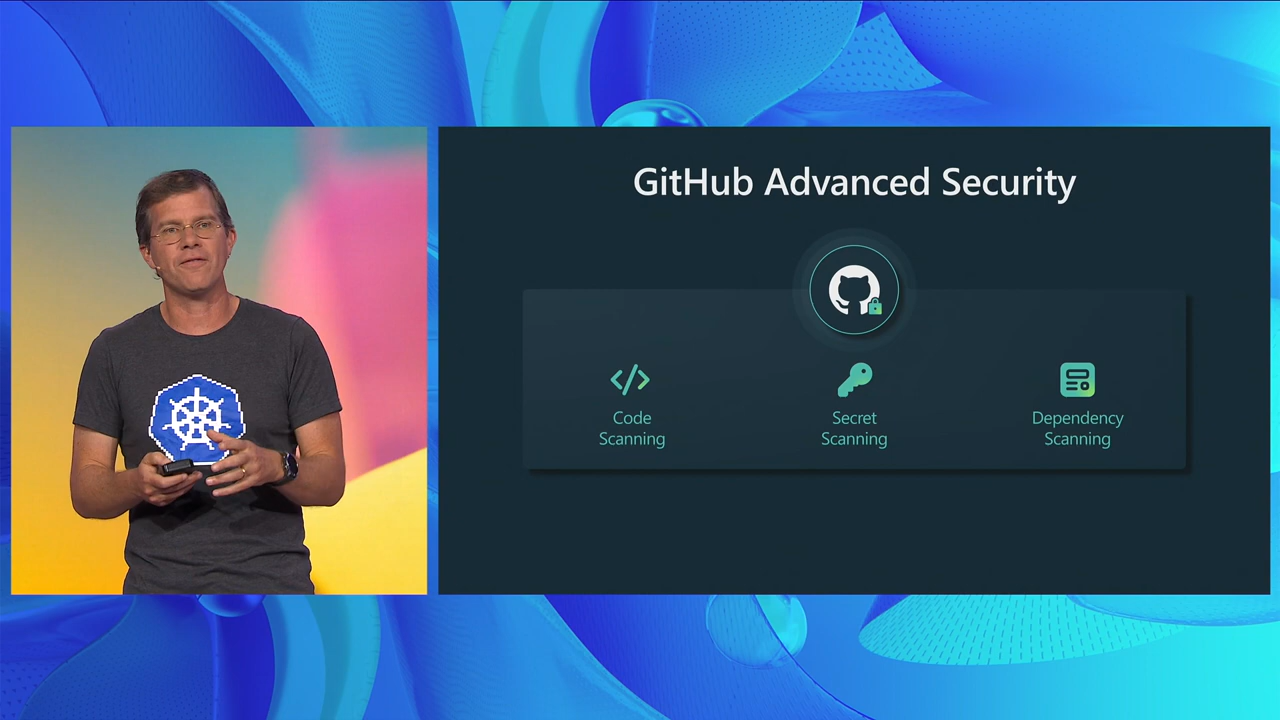 GitHub Advanced Security
Code
Scanning
Secret
Scanning
Dependency
Scanning